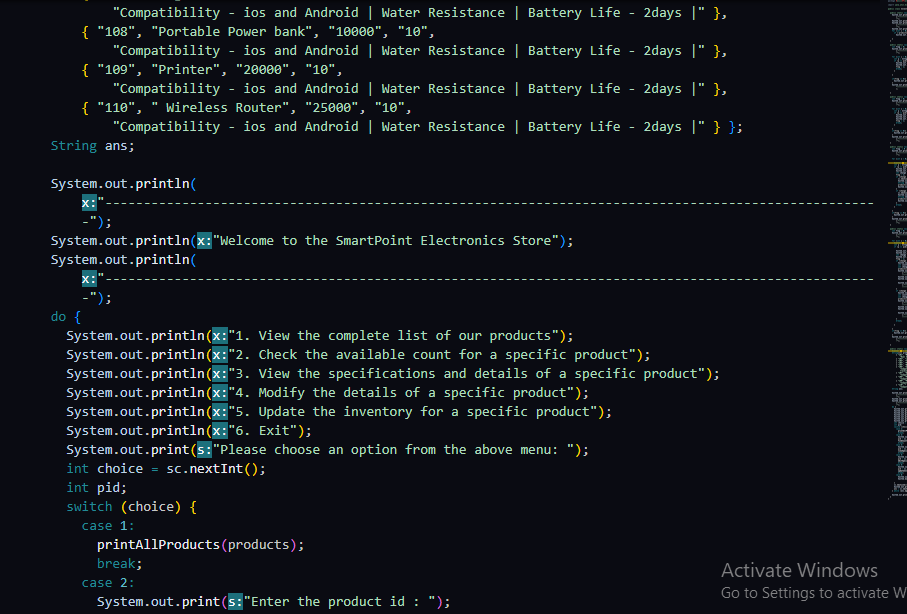 "Compatibility - ios and Android | Water Resistance | Battery Life - 2days |" },
{ "108", "Portable Power bank", "10000", "10",
"Compatibility - ios and Android | Water Resistance | Battery Life - 2days |" },
{ "109", "Printer", "20000", "10",
"Compatibility - ios and Android | Water Resistance | Battery Life - 2days |" },
{ "110", " Wireless Router", "25000", "10",
"Compatibility - ios and Android | Water Resistance | Battery Life - 2days |" } };
String ans;
System.out.println(
x:"----------------------------------------------------------------------------------------------------
-");
System.out.println(x:"Welcome to the SmartPoint Electronics Store");
System.out.println(
x:"----------------------------------------------------------------------------------------------------
-");
do {
System.out.println(x:"1. View the complete list of our products");
System.out.println(x:"2. Check the available count for a specific product");
System.out.println(x:"3. View the specifications and details of a specific product");
System.out.println(x:"4. Modify the details of a specific product");
System.out.println(x:"5. Update the inventory for a specific product");
System.out.println(x:"6. Exit");
System.out.print(s:"Please choose an option from the above menu: ");
int choice = sc.nextInt();
int pid;
switch (choice) {
case 1:
printAllProducts(products);
break;
case 2:
System.out.print(s:"Enter the product id : ");
Activate Windows
Go to Settings to activate W